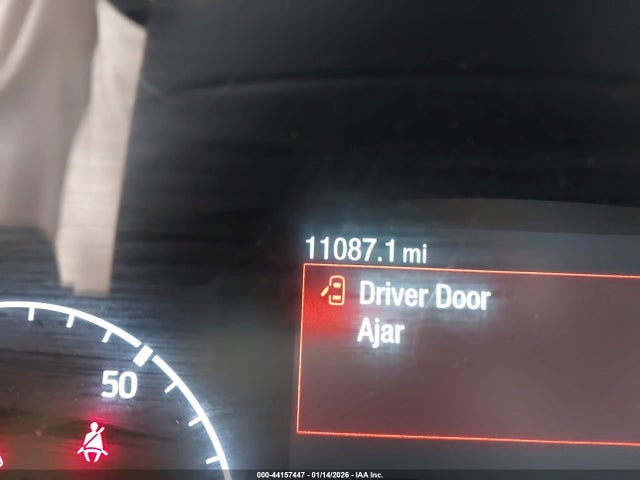 11087.1 mi
Driver Door
Ajar
50
000-44157447 - 01/14/2026 - IAA Inc.